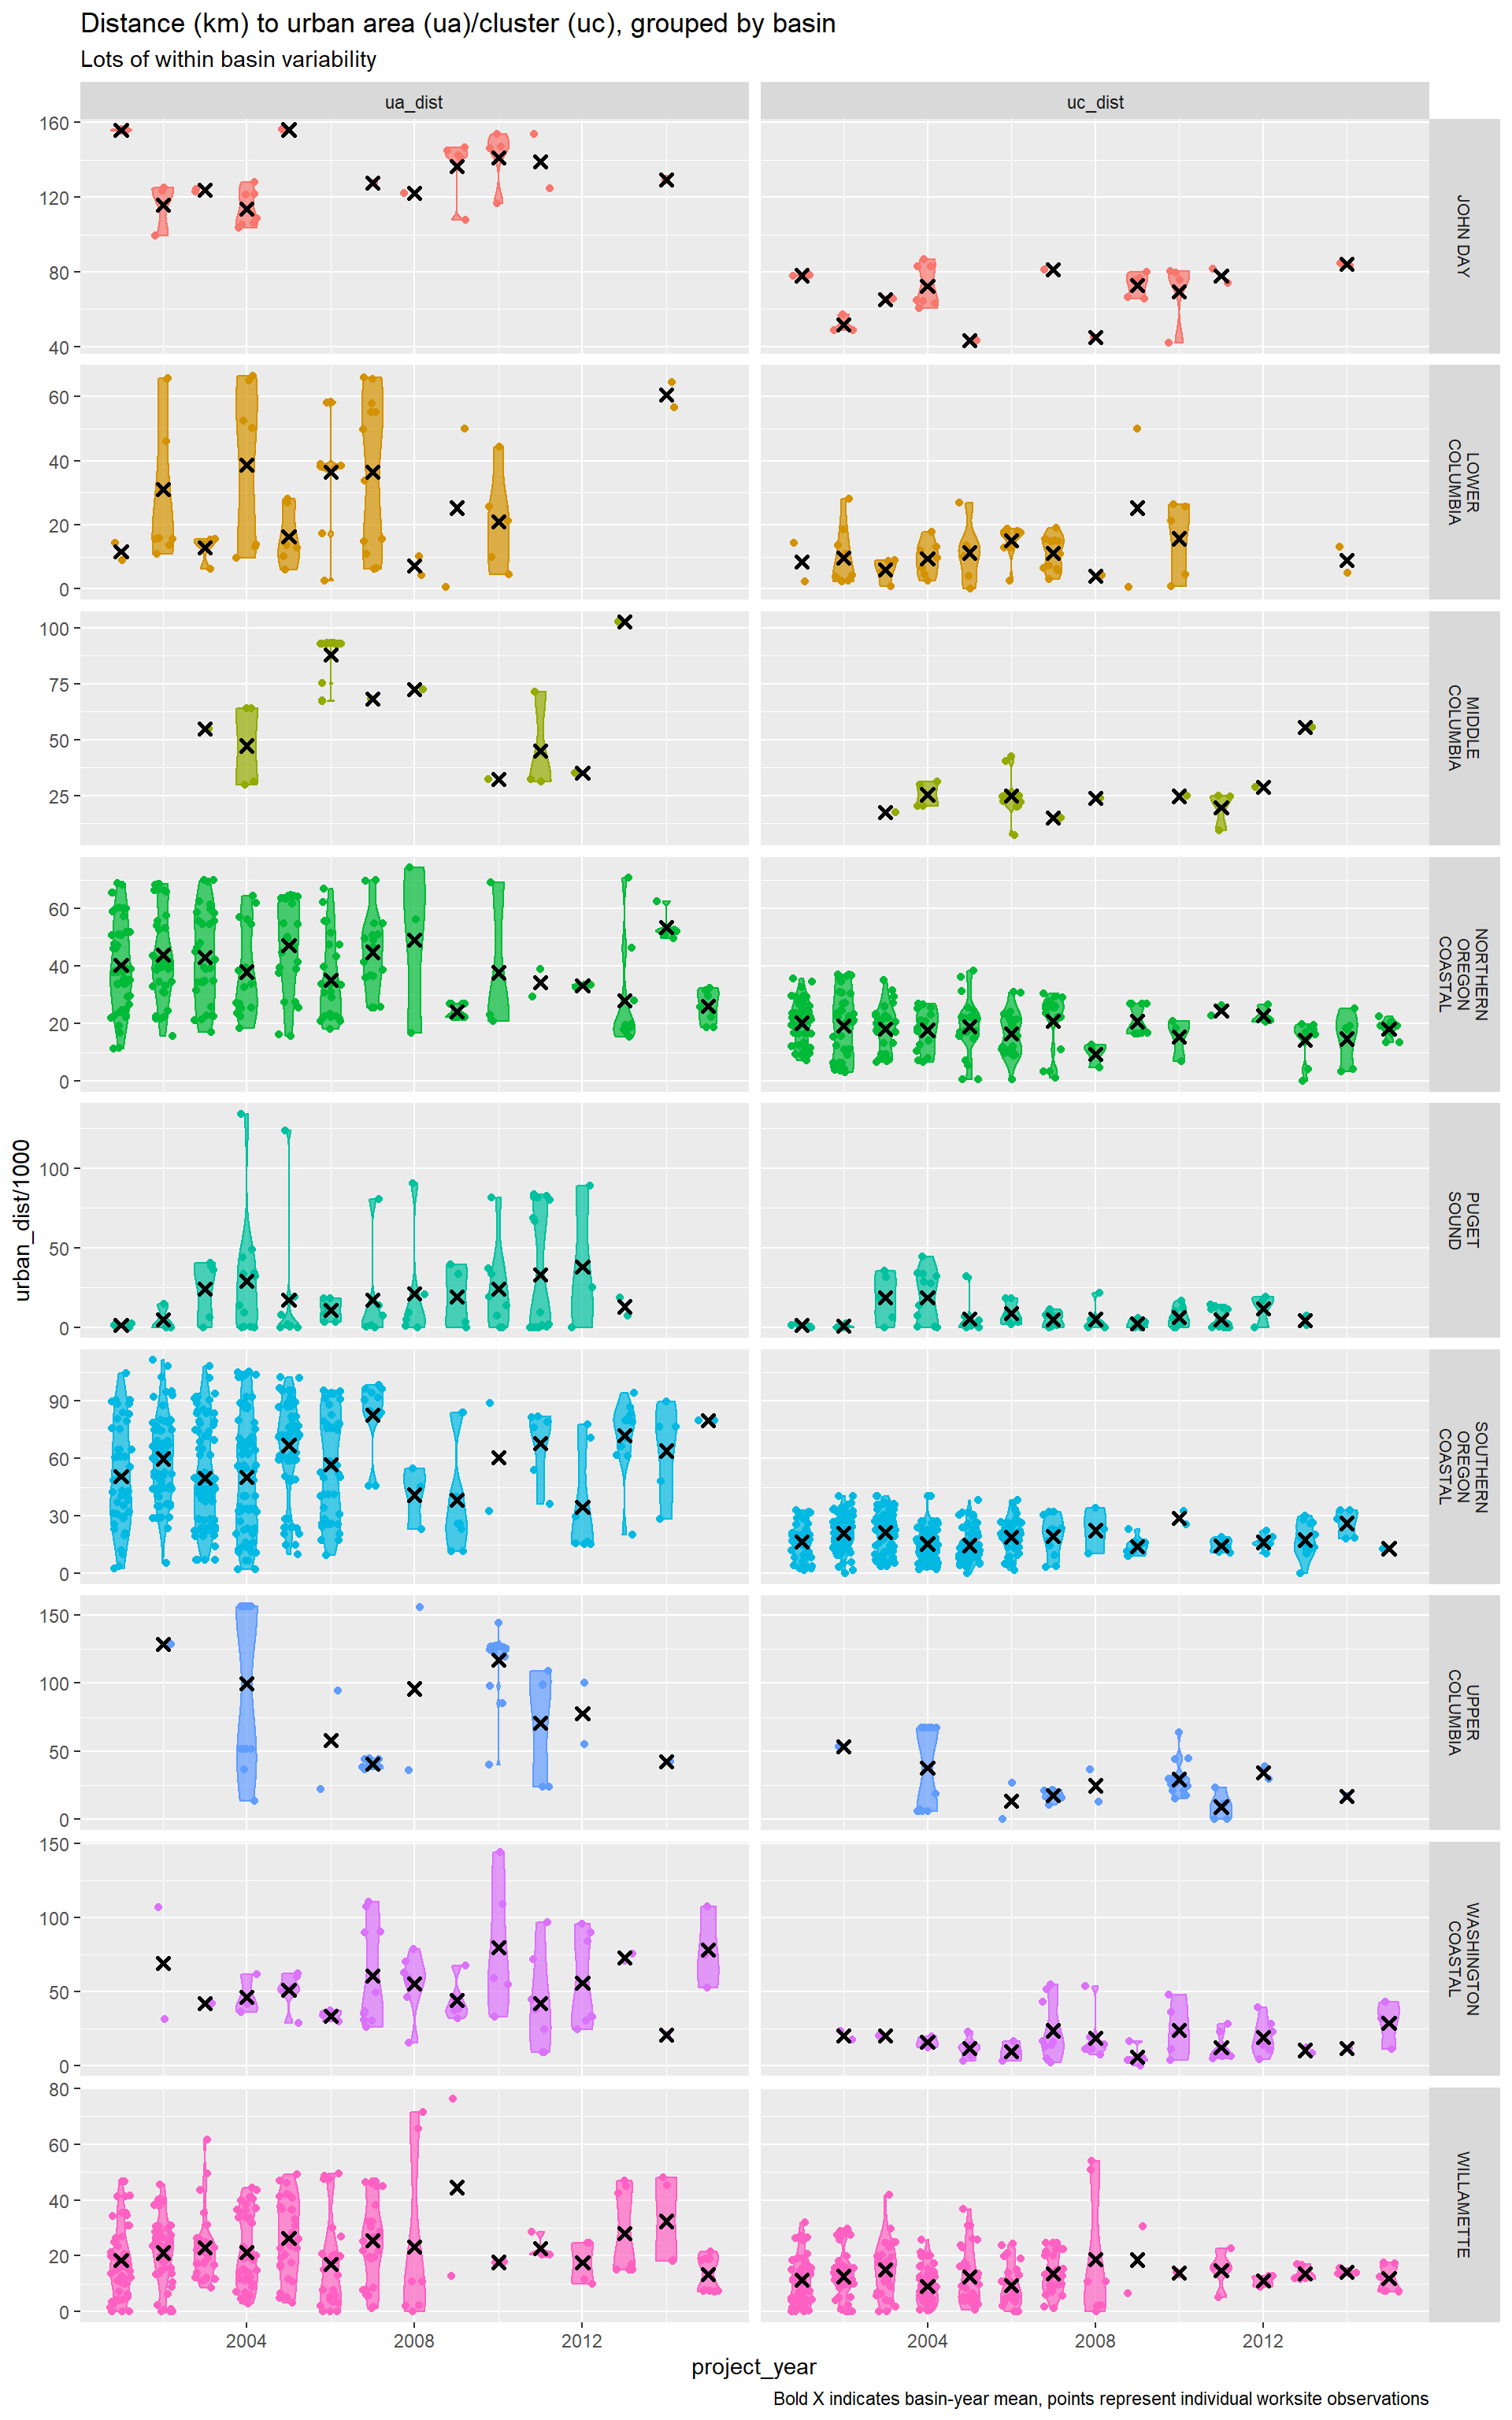 Distance (km) to urban area (ua)/cluster (uc), grouped by basin
Lots of within basin variability
ua_dist
uc_dist
160
120
80
40
JOHN DAY
60
40
20
0
LOWER
COLUMBIA
100
75
50
25
MIDDLE
COLUMBIA
60
40
20
0
NORTHERN
OREGON
COASTAL
100
50
0
PUGET
SOUND
urban_dist/1000
90
60
30
0
SOUTHERN
OREGON
COASTAL
150
100
50
0
UPPER
COLUMBIA
150
100
50
0
WASHINGTON
COASTAL
80
60
40
20
0
WILLAMETTE
2004
2008
2012
2004
2008
2012
project_year
Bold X indicates basin-year mean, points represent individual worksite observations